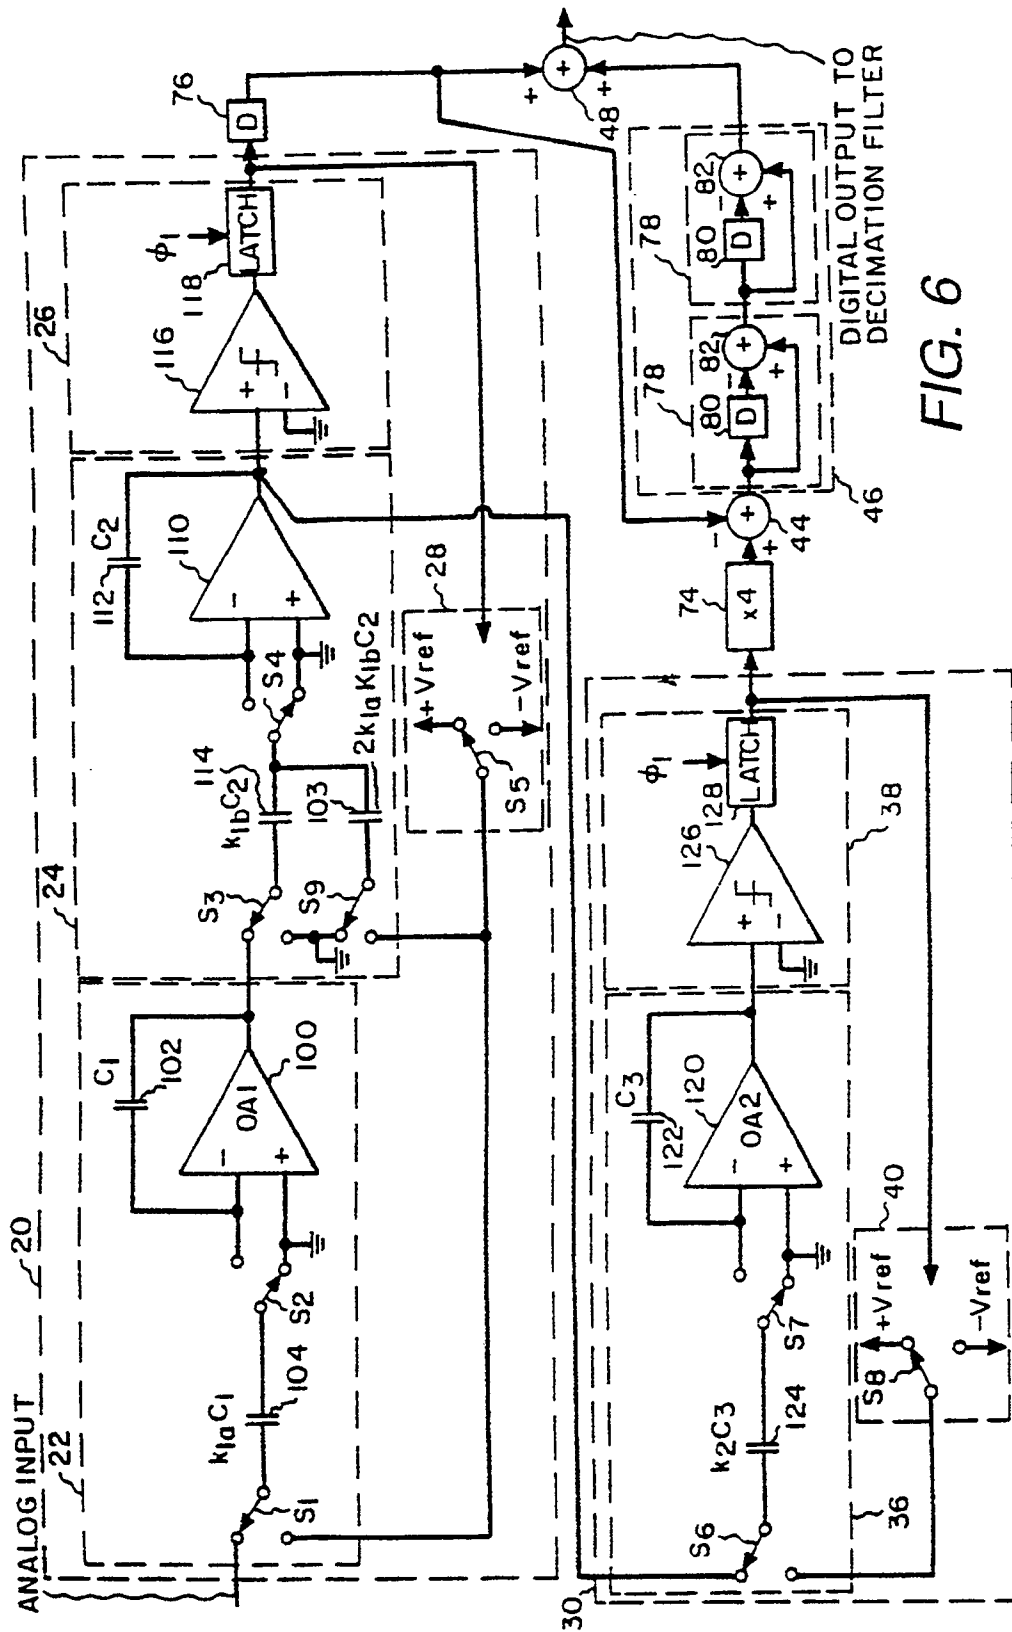 ANALOG INPUT
20
22
24
26
C1
102
OA1
-
+
100
k1aC1
104
S1
S2
S3
k1bC2
114
S9
103
2k1aK1bC2
S4
C2
112
110
-
+
116
+
-
ϕ1
118
LATCH
76
D
28
+Vref
-Vref
S5
+
+
48
30
36
38
S6
k2C3
124
S7
C3
122
OA2
120
-
+
126
+
-
ϕ1
128
LATCH
40
+Vref
-Vref
S8
74
x4
-
+
+
44
46
78
80
D
-
82
+
+
78
80
D
-
82
+
+
DIGITAL OUTPUT TO
DECIMATION FILTER
FIG. 6